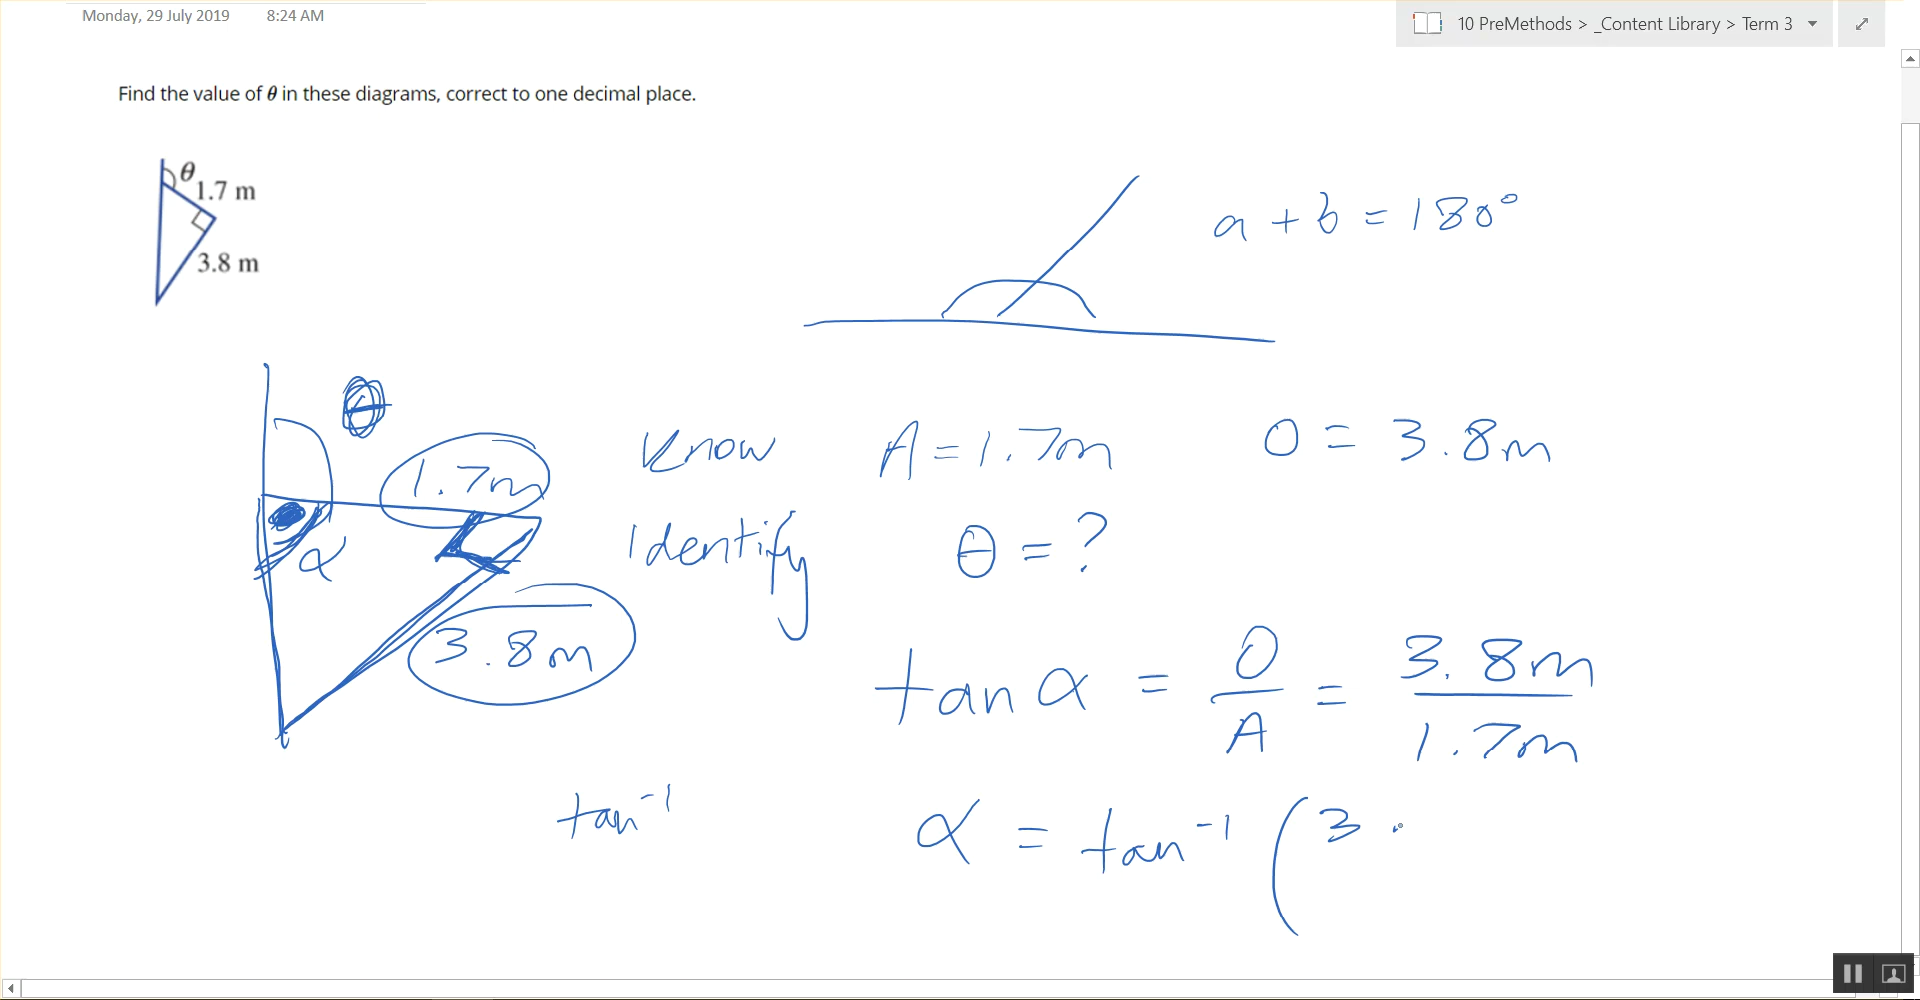 Monday, 29 July 2019 8:24 AM
10 PreMethods > _Content Library > Term 3
Find the value of θ in these diagrams, correct to one decimal place.
θ
1.7 m
3.8 m
a + b = 180°
θ
1.7m
α
3.8m
Know A = 1.7m O = 3.8m
Identify θ = ?
tan α = O/A = 3.8m/1.7m
tan⁻¹
α = tan⁻¹ (3.